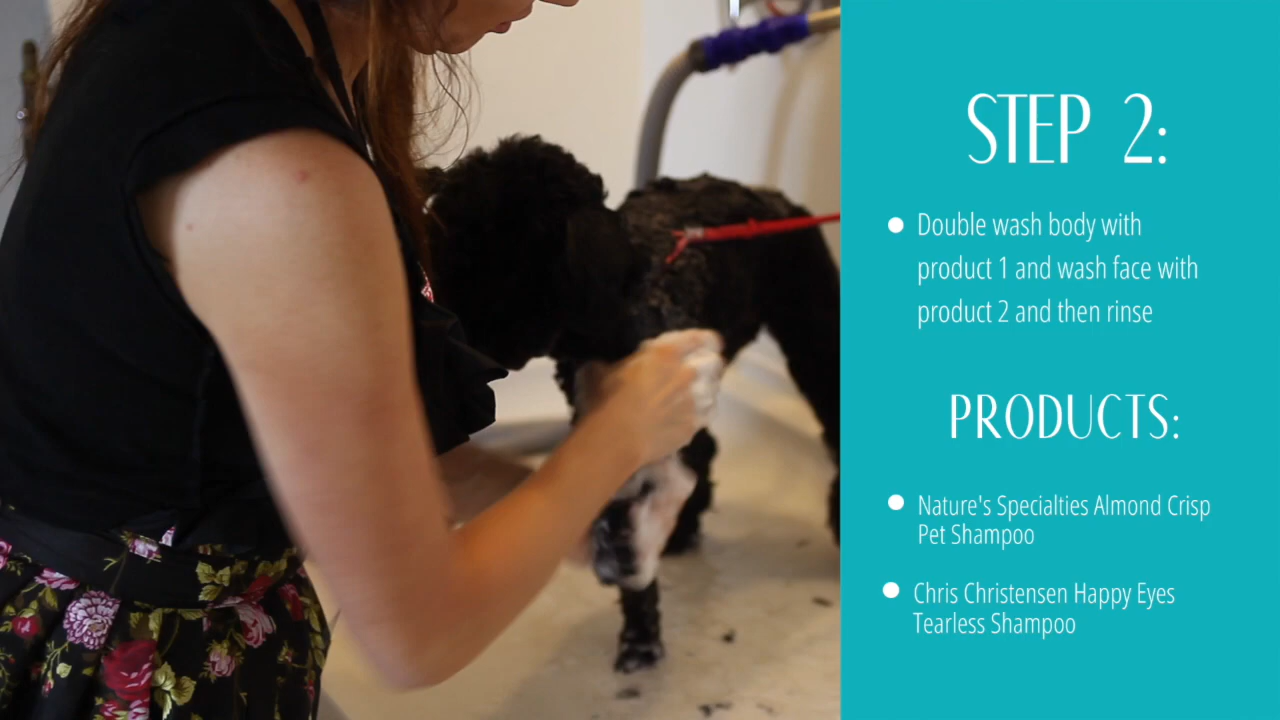 STEP 2:
Double wash body with
product 1 and wash face with
product 2 and then rinse
PRODUCTS:
Nature's Specialties Almond Crisp
Pet Shampoo
Chris Christensen Happy Eyes
Tearless Shampoo